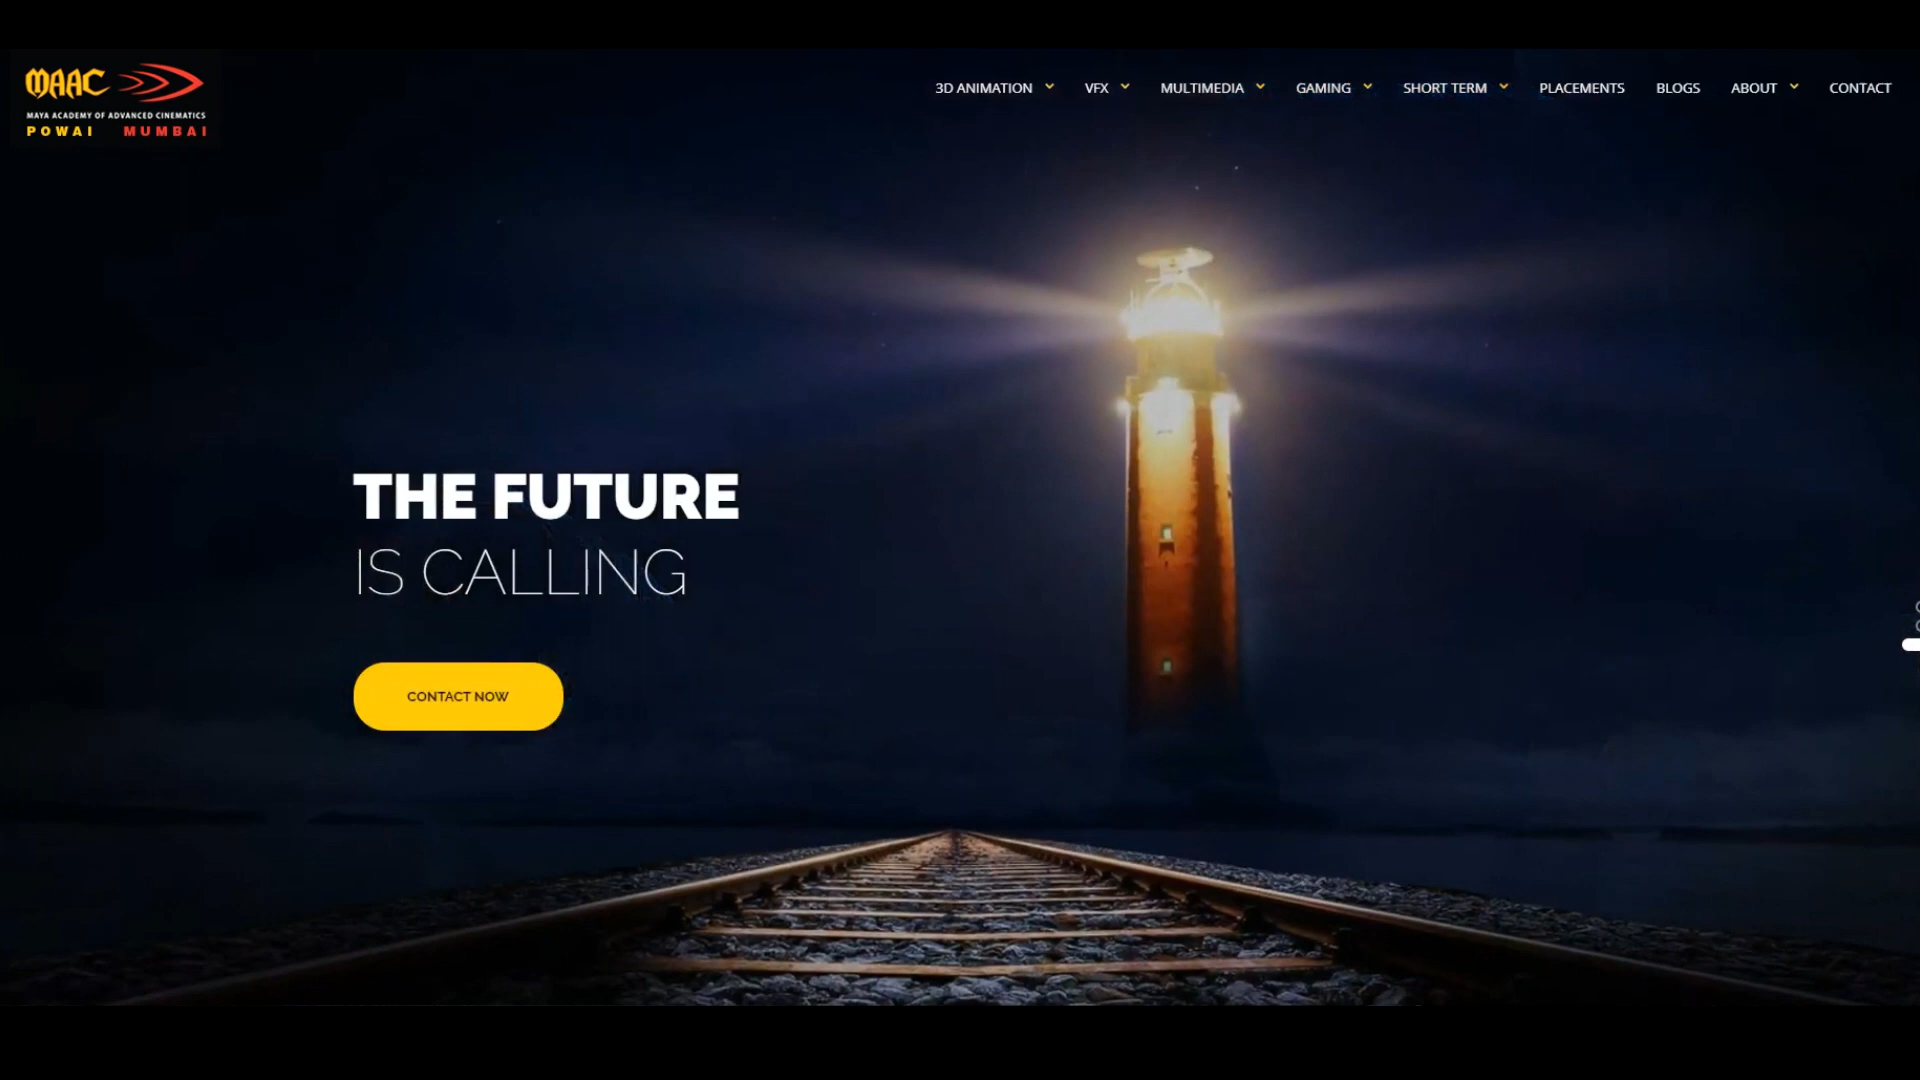 MAAC
MAYA ACADEMY OF ADVANCED CINEMATICS
POWAI MUMBAI
3D ANIMATION VFX MULTIMEDIA GAMING SHORT TERM PLACEMENTS BLOGS ABOUT CONTACT
THE FUTURE
IS CALLING
CONTACT NOW